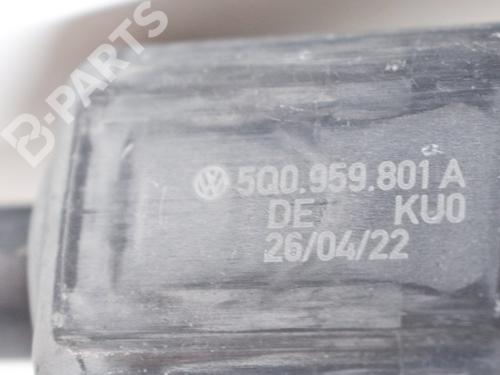 B-PARTS
5Q0.959.801 A
DE KU0
26/04/22